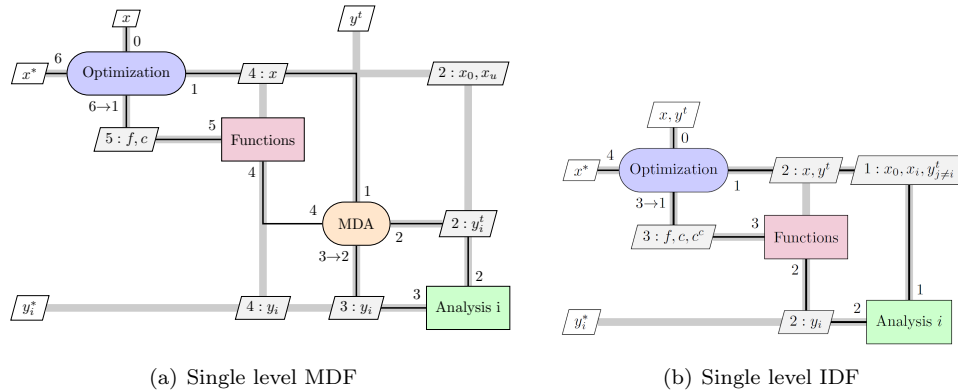 x
y^t
0
6
x*
Optimization
4 : x
2 : x_0, x_u
1
6→1
5 : f, c
5
Functions
4
1
4
MDA
2 : y_i^t
2
3→2
2
3
y_i^*
4 : y_i
3 : y_i
Analysis i
(a) Single level MDF
x, y^t
0
4
x*
Optimization
2 : x, y^t
1 : x_0, x_i, y_{j≠i}^t
1
3→1
3 : f, c, c^c
3
Functions
2
1
2
y_i^*
2 : y_i
Analysis i
(b) Single level IDF